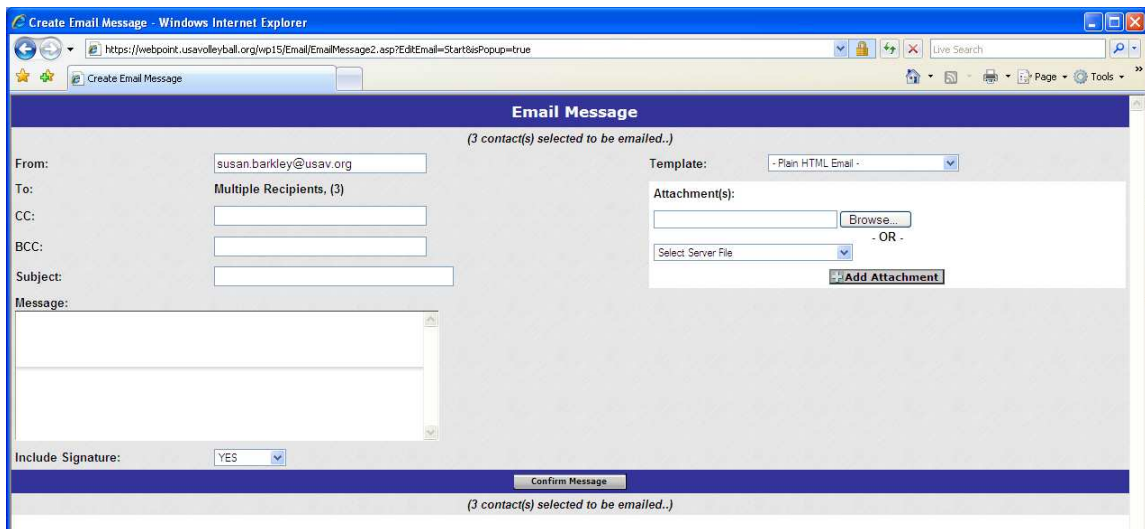 Create Email Message - Windows Internet Explorer
https://webpoint.usavolleyball.org/wp15/Email/EmailMessage2.asp?EditEmail=Start&isPopup=true
Live Search
Create Email Message
Page
Tools
Email Message
(3 contact(s) selected to be emailed..)
From: susan.barkley@usav.org
Template: - Plain HTML Email -
To: Multiple Recipients, (3)
Attachment(s):
CC:
Browse...
- OR -
BCC:
Select Server File
Subject:
Add Attachment
Message:
Include Signature: YES
Confirm Message
(3 contact(s) selected to be emailed..)